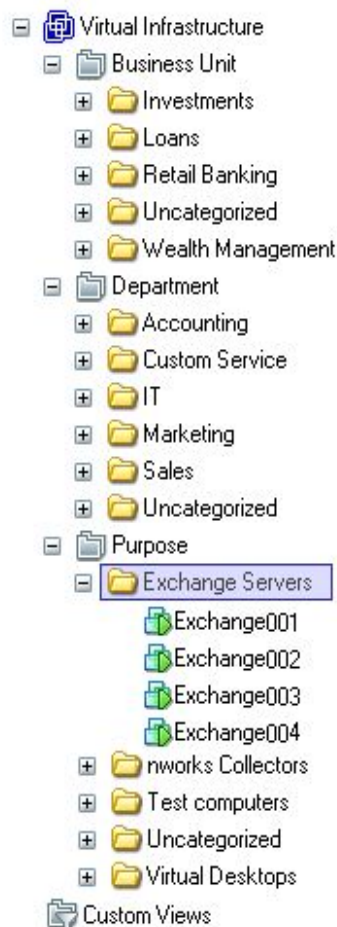 Virtual Infrastructure
Business Unit
Investments
Loans
Retail Banking
Uncategorized
Wealth Management
Department
Accounting
Custom Service
IT
Marketing
Sales
Uncategorized
Purpose
Exchange Servers
Exchange001
Exchange002
Exchange003
Exchange004
nworks Collectors
Test computers
Uncategorized
Virtual Desktops
Custom Views